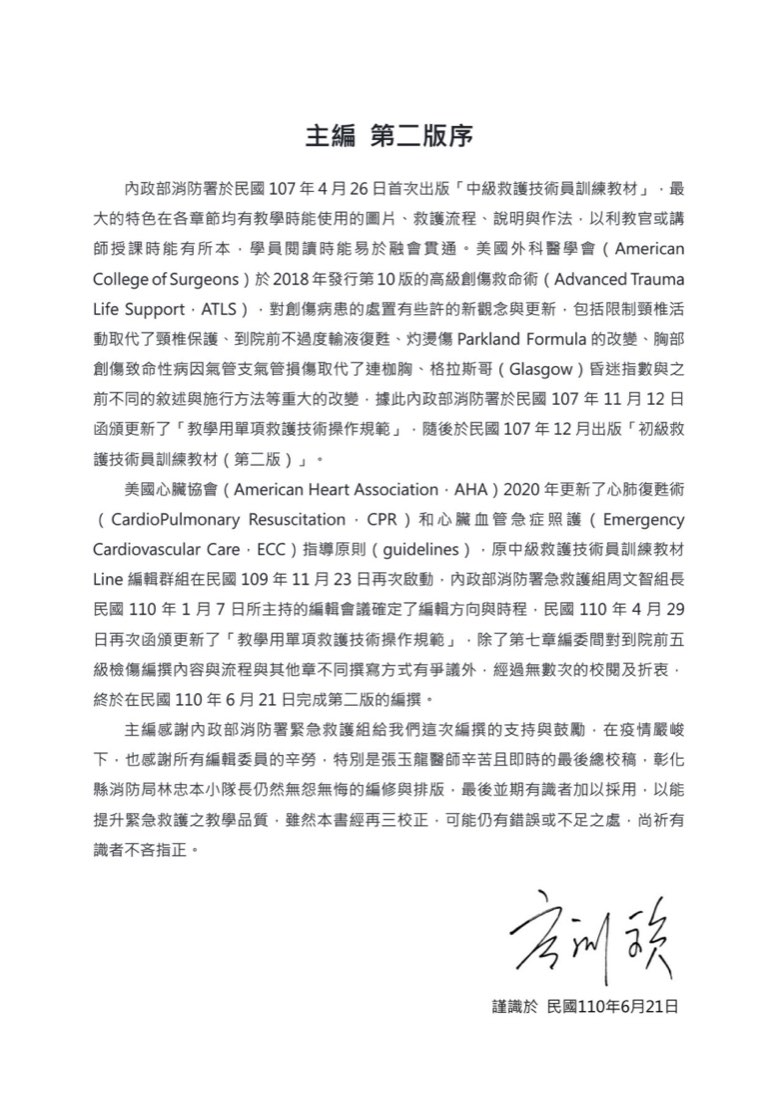 主編 第二版序
內政部消防署於民國 107 年 4 月 26 日首次出版「中級救護技術員訓練教材」，最
大的特色在各章節均有教學時能使用的圖片、救護流程、說明與作法，以利教官或講
師授課時能有所本，學員閱讀時能易於融會貫通。美國外科醫學會（American
College of Surgeons）於 2018 年發行第 10 版的高級創傷救命術（Advanced Trauma
Life Support，ATLS），對創傷病患的處置有些許的新觀念與更新，包括限制頸椎活
動取代了頸椎保護、到院前不過度輸液復甦、灼燙傷 Parkland Formula 的改變、胸部
創傷致命性病因氣管支氣管損傷取代了連枷胸、格拉斯哥（Glasgow）昏迷指數與之
前不同的敘述與施行方法等重大的改變，據此內政部消防署於民國 107 年 11 月 12 日
函頒更新了「教學用單項救護技術操作規範」，隨後於民國 107 年 12 月出版「初級救
護技術員訓練教材（第二版）」。
美國心臟協會（American Heart Association，AHA）2020 年更新了心肺復甦術
（CardioPulmonary Resuscitation，CPR）和心臟血管急症照護（Emergency
Cardiovascular Care，ECC）指導原則（guidelines），原中級救護技術員訓練教材
Line 編輯群組在民國 109 年 11 月 23 日再次啟動，內政部消防署急救護組周文智組長
民國 110 年 1 月 7 日所主持的編輯會議確定了編輯方向與時程，民國 110 年 4 月 29
日再次函頒更新了「教學用單項救護技術操作規範」，除了第七章編委間對到院前五
級檢傷編撰內容與流程與其他章不同撰寫方式有爭議外，經過無數次的校閱及折衷，
終於在民國 110 年 6 月 21 日完成第二版的編撰。
主編感謝內政部消防署緊急救護組給我們這次編撰的支持與鼓勵，在疫情嚴峻
下，也感謝所有編輯委員的辛勞，特別是張玉龍醫師辛苦且即時的最後總校稿，彰化
縣消防局林忠本小隊長仍然無怨無悔的編修與排版，最後並期有識者加以採用，以能
提升緊急救護之教學品質，雖然本書經再三校正，可能仍有錯誤或不足之處，尚祈有
識者不吝指正。
謹識於 民國110年6月21日